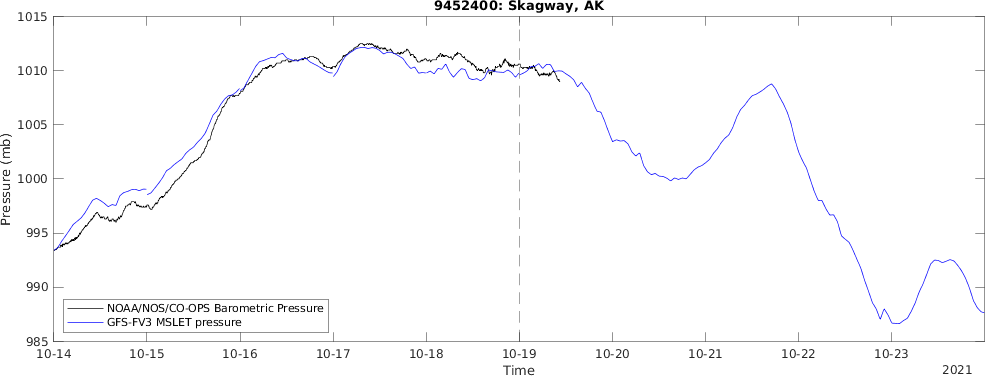 9452400: Skagway, AK
1015
1010
1005
1000
995
990
985
Pressure (mb)
NOAA/NOS/CO-OPS Barometric Pressure
GFS-FV3 MSLET pressure
10-14 10-15 10-16 10-17 10-18 10-19 10-20 10-21 10-22 10-23
Time
2021